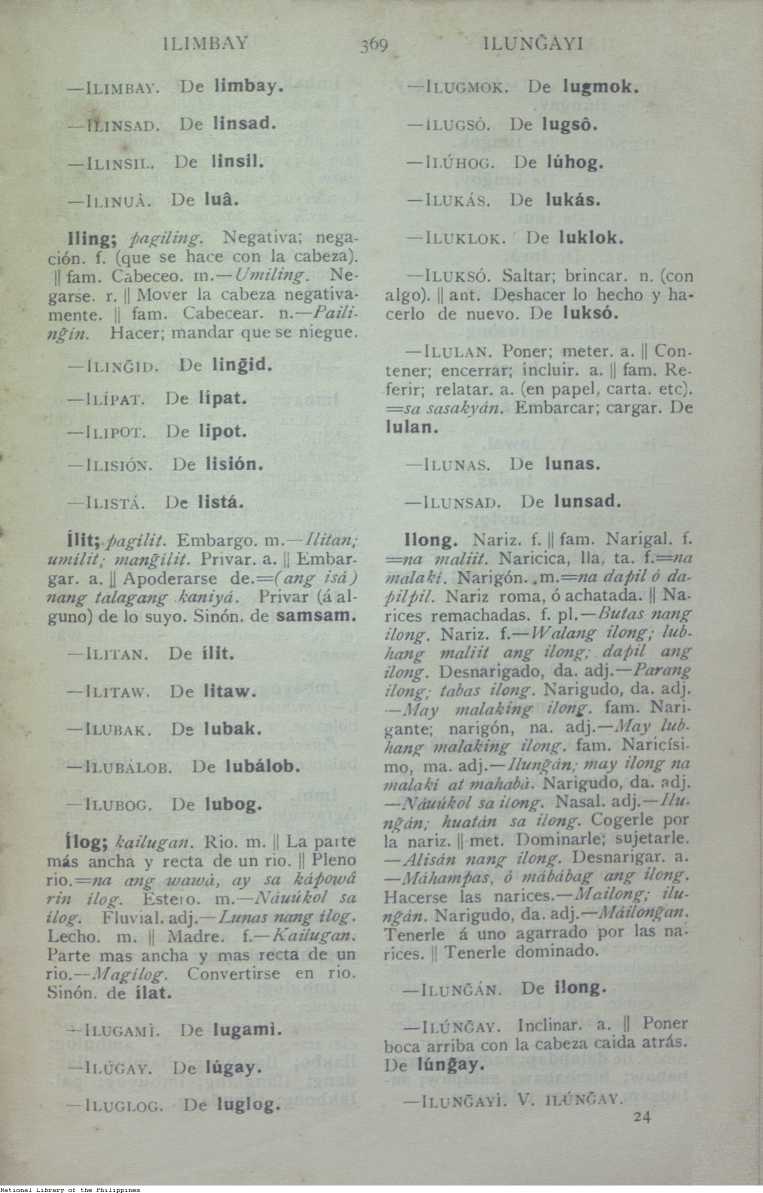 ILIMBAY 369 ILUNG̃AYI
—ILIMBAY. De limbay.
—ILINSAD. De linsad.
—ILINSIL. De linsil.
—ILINUÂ. De luâ.
Iling; pagiling. Negativa; nega-
ción. f. (que se hace con la cabeza).
|| fam. Cabeceo. m.—Umiling. Ne-
garse. r. || Mover la cabeza negativa-
mente. || fam. Cabecear. n.—Paili-
ng̃in. Hacer; mandar que se niegue.
—ILING̃ID. De ling̃id.
—ILÍPAT. De lípat.
—ILIPOT. De lipot.
—ILISIÓN. De lisión.
—ILISTÁ. De listá.
Ílit; pagilit. Embargo. m.—Ilitan;
umilit; mang̃ilit. Privar. a. || Embar-
gar. a. || Apoderarse de.=(ang isá)
nang talagang kaniyá. Privar (á al-
guno) de lo suyo. Sinón. de samsam.
—ILITAN. De ílit.
—ILITAW. De litaw.
—ILUBAK. De lubak.
—ILUBÁLOB. De lubálob.
—ILUBOG. De lubog.
Ílog; kailugan. Rio. m. || La parte
más ancha y recta de un rio. || Pleno
rio.=na ang wawà, ay sa kápowâ
rin ilog. Estero. m.—Náuúkol sa
ilog. Fluvial. adj.—Lunas nang ilog.
Lecho. m. || Madre. f.—Kailugan.
Parte mas ancha y mas recta de un
rio.—Magilog. Convertirse en rio.
Sinón. de ílat.
—ILUGAMÌ. De lugamì.
—ILÚGAY. De lúgay.
—ILUGLOG. De luglog.
—ILUGMOK. De lugmok.
—ILUGSÔ. De lugsô.
—ILÚHOG. De lúhog.
—ILUKÁS. De lukás.
—ILUKLOK. De luklok.
—ILUKSÓ. Saltar; brincar. n. (con
algo). || ant. Deshacer lo hecho y ha-
cerlo de nuevo. De luksó.
—ILULAN. Poner; meter. a. || Con-
tener; encerrar; incluir. a. || fam. Re-
ferir; relatar. a. (en papel, carta. etc).
=sa sasakyán. Embarcar; cargar. De
lulan.
—ILUNAS. De lunas.
—ILUNSAD. De lunsad.
Ilong. Nariz. f. || fam. Narigal. f.
=na maliit. Naricica, lla, ta. f.=na
malaki. Narigón. m.=na dapil ó da-
pilpil. Nariz roma, ó achatada. || Na-
rices remachadas. f. pl.—Butas nang
ilong. Nariz. f.—Walang ilong; lub-
hang maliit ang ilong; dapil ang
ilong. Desnarigado, da. adj.—Parang
ilong; tabas ilong. Narigudo, da. adj.
—May malaking ilong. fam. Nari-
gante; narigón, na. adj.—May lub-
hang malaking ilong. fam. Naricísi-
mo, ma. adj.—Ilung̃án; may ilong na
malaki at mahabà. Narigudo, da. adj.
—Náuúkol sa ilong. Nasal. adj.—Ilu-
ng̃án; huatán sa ilong. Cogerle por
la nariz. || met. Dominarle; sujetarle.
—Alisán nang ilong. Desnarigar. a.
—Máhampas, ó mábábag ang ilong.
Hacerse las narices.—Mailong; ilu-
ng̃án. Narigudo, da. adj.—Máilong̃an.
Tenerle á uno agarrado por las na-
rices. || Tenerle dominado.
—ILUNG̃ÁN. De ilong.
—ILÚNG̃AY. Inclinar. a. || Poner
boca arriba con la cabeza caida atrás.
De lúng̃ay.
—ILUNG̃AYÌ. V. ILÚNG̃AY.
24
National Library of the Philippines